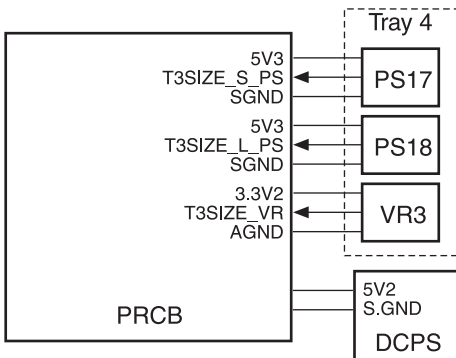 Tray 4
5V3
T3SIZE_S_PS
SGND
PS17
5V3
T3SIZE_L_PS
SGND
PS18
3.3V2
T3SIZE_VR
AGND
VR3
PRCB
5V2
S.GND
DCPS